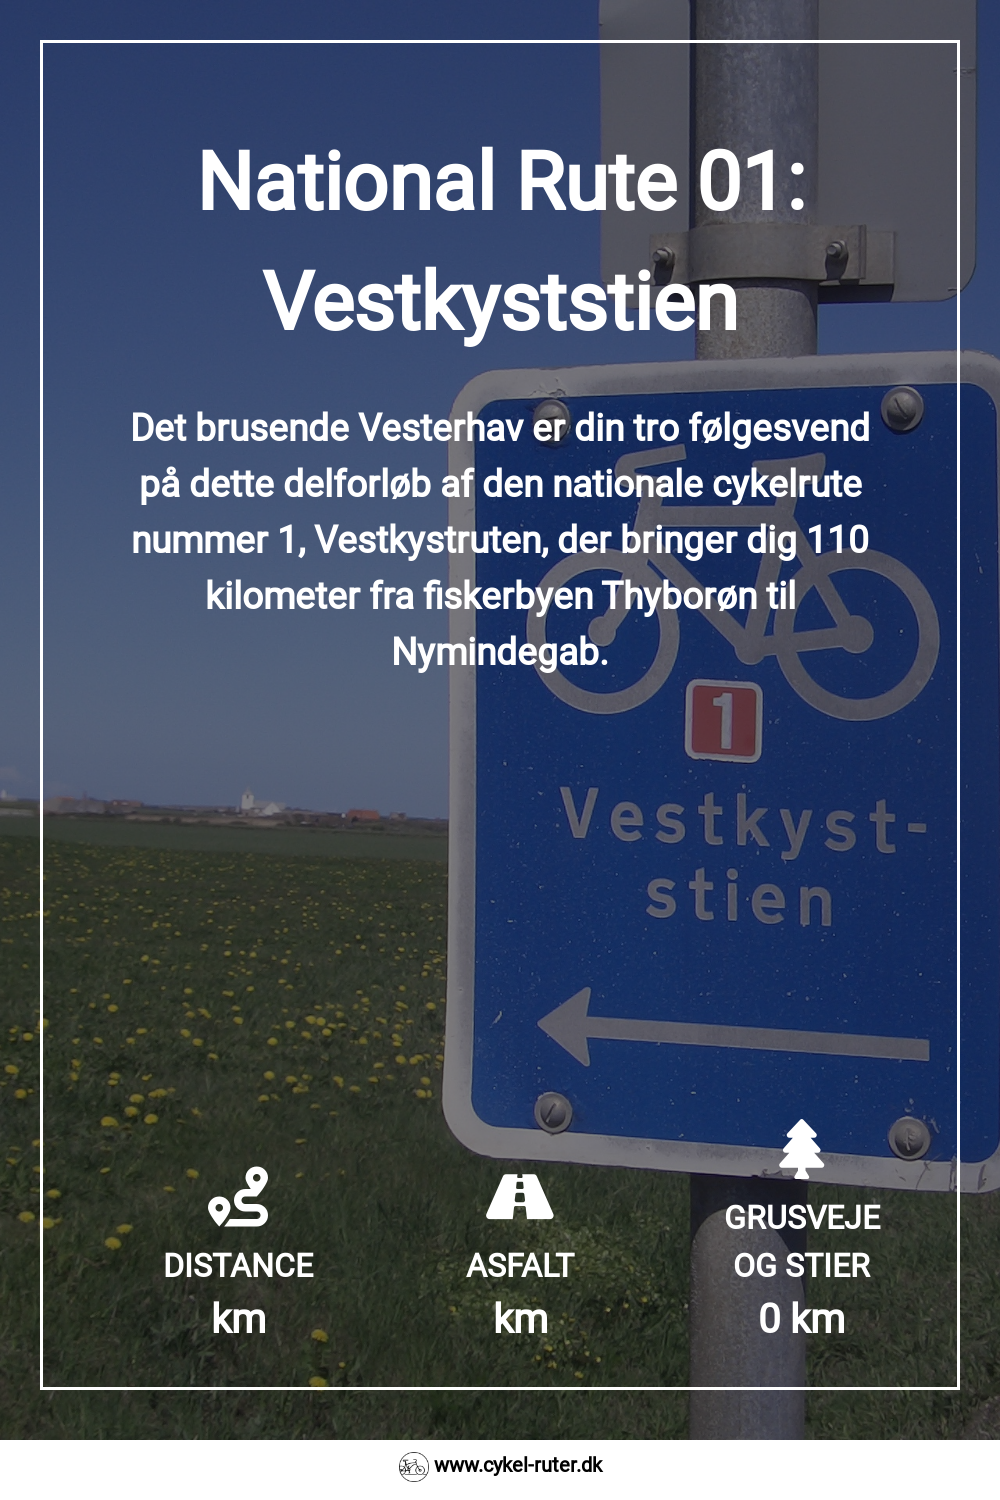 National Rute 01:
Vestkyststien
Det brusende Vesterhav er din tro følgesvend
på dette delforløb af den nationale cykelrute
nummer 1, Vestkystruten, der bringer dig 110
kilometer fra fiskerbyen Thyborøn til
Nymindegab.
1
Vestkyst-
stien
DISTANCE
km
ASFALT
km
GRUSVEJE
OG STIER
0 km
www.cykel-ruter.dk